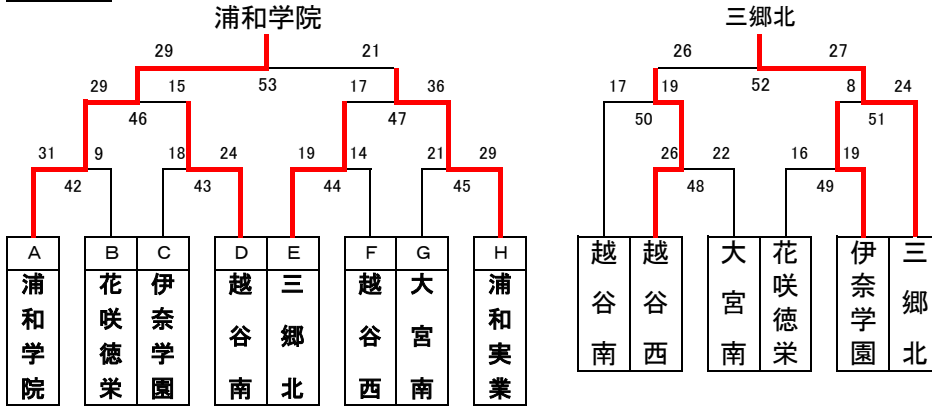 浦和学院 三郷北
29 21 26 27
53 52
29 15 17 36 17 19 8 24
46 47 50 51
31 9 18 24 19 14 21 29 26 22 16 19
42 43 44 45 48 49
A B C D E F G H
浦和学院 花咲徳栄 伊奈学園 越谷南 三郷北 越谷西 大宮南 浦和実業 越谷南 越谷西 大宮南 花咲徳栄 伊奈学園 三郷北